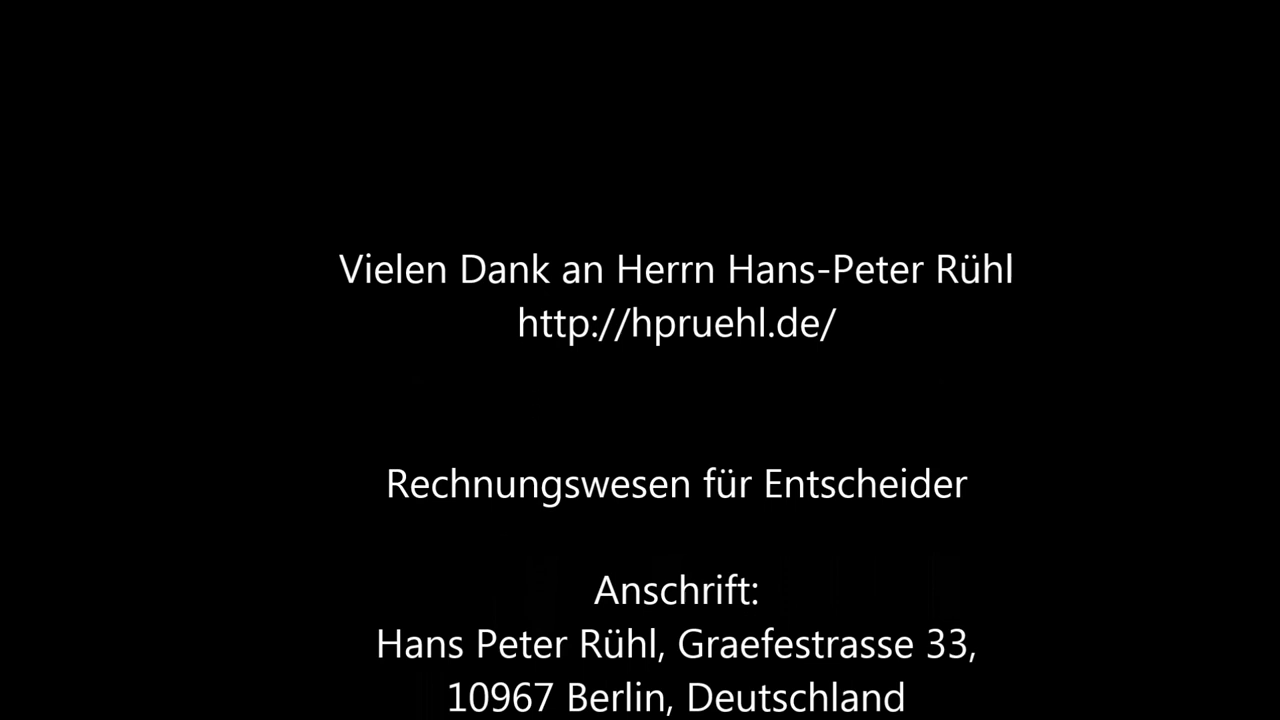 Vielen Dank an Herrn Hans-Peter Rühl
http://hpruehl.de/
Rechnungswesen für Entscheider
Anschrift:
Hans Peter Rühl, Graefestrasse 33,
10967 Berlin, Deutschland